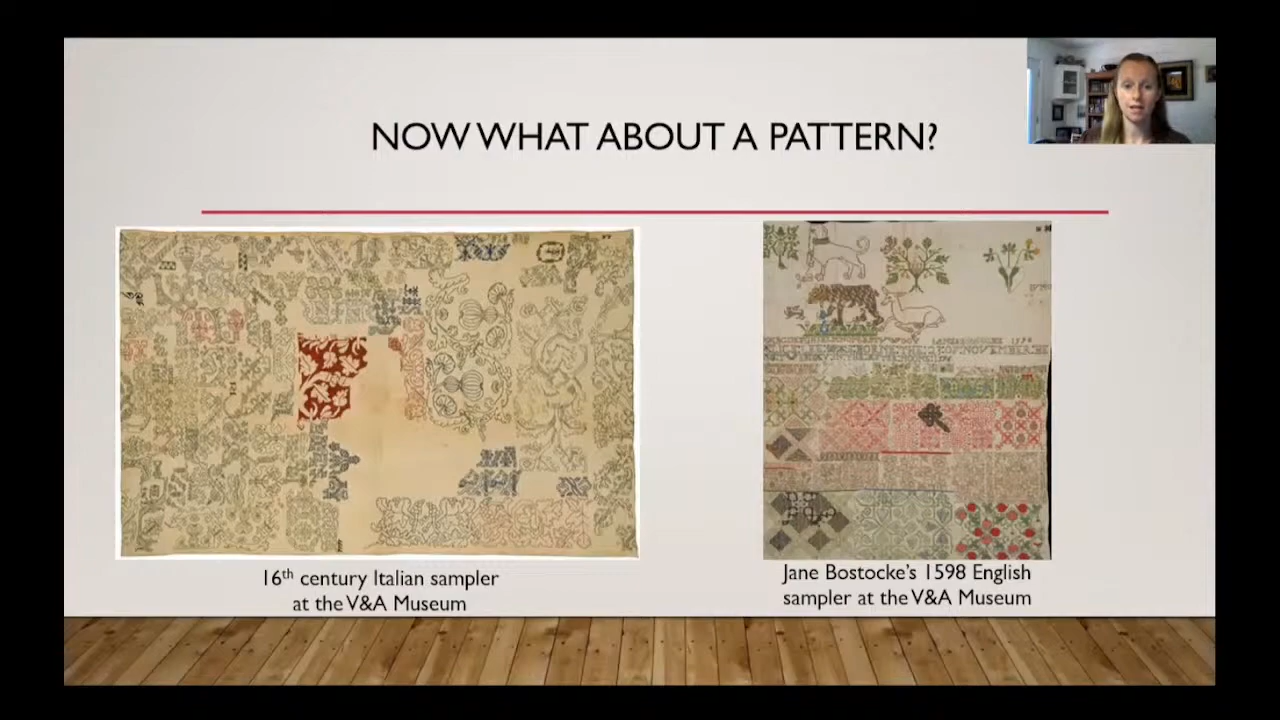 NOW WHAT ABOUT A PATTERN?
16th century Italian sampler
at the V&A Museum
Jane Bostocke's 1598 English
sampler at the V&A Museum